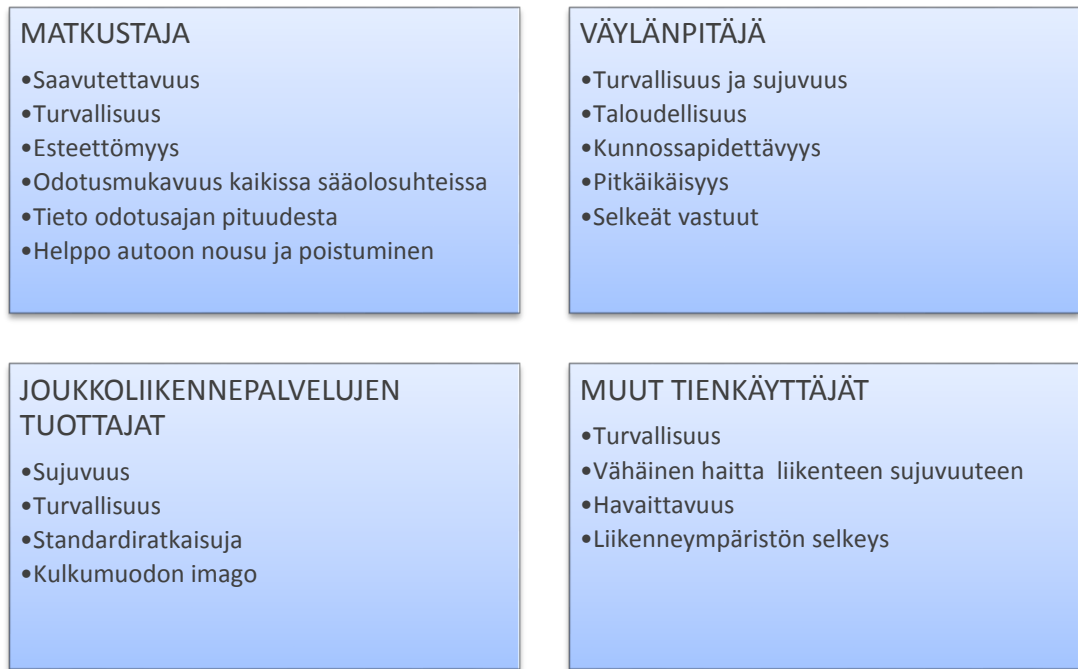 MATKUSTAJA
•Saavutettavuus
•Turvallisuus
•Esteettömyys
•Odotusmukavuus kaikissa sääolosuhteissa
•Tieto odotusajan pituudesta
•Helppo autoon nousu ja poistuminen
VÄYLÄNPITÄJÄ
•Turvallisuus ja sujuvuus
•Taloudellisuus
•Kunnossapidettävyys
•Pitkäikäisyys
•Selkeät vastuut
JOUKKOLIIKENNEPALVELUJEN
TUOTTAJAT
•Sujuvuus
•Turvallisuus
•Standardiratkaisuja
•Kulkumuodon imago
MUUT TIENKÄYTTÄJÄT
•Turvallisuus
•Vähäinen haitta  liikenteen sujuvuuteen
•Havaittavuus
•Liikenneympäristön selkeys